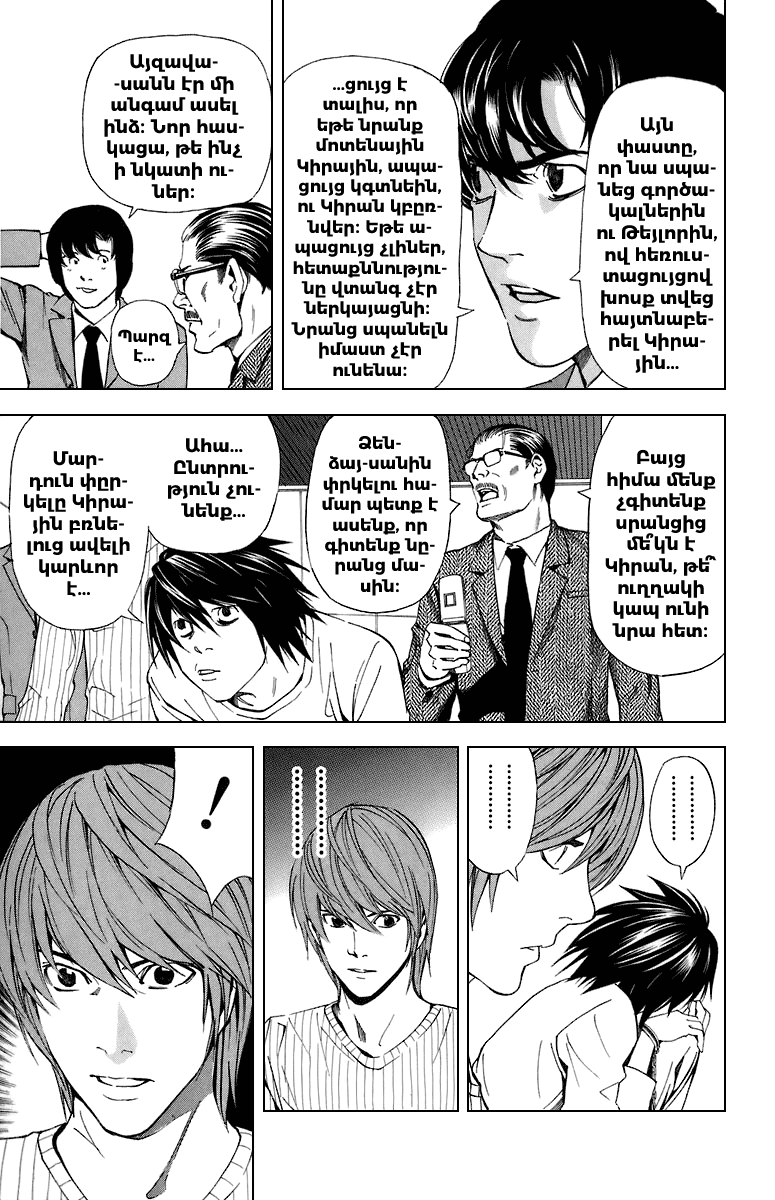 Այն
փաստը,
որ նա սպա-
նեց գործա-
կալներին
ու Թեյլորին,
ով հեռուս-
տացույցով
խոսք տվեց
հայտնաբե-
րել Կիրա-
յին...
...ցույց է
տալիս, որ
եթե նրանք
մոտենային
Կիրային, ապա-
ցույց կգտնեին,
ու Կիրան կբըռ-
նվեր։ Եթե ա-
պացույց չլիներ,
հետաքննությու-
նը վտանգ չէր
ներկայացնի։
Նրանց սպանելն
իմաստ չէր
ունենա։
Այզավա-
-սանն էր մի
անգամ ասել
ինձ։ Նոր հաս-
կացա, թե ինչ
ի նկատի ու-
ներ։
Պարզ
է...
Բայց
հիմա մենք
չգիտենք
սրանցից
մե՞կն է
Կիրան, թե՞
ուղղակի
կապ ունի
նրա հետ։
Ձեն-
ձայ-սանին
փրկելու հա-
մար պետք է
ասենք, որ
գիտենք նը-
րանց մա-
սին։
Ահա...
Ընտրու-
թյուն չու-
նենք...
Մար-
դուն փըր-
կելը Կիրա-
յին բռնե-
լուց ավելի
կարևոր
է...
!